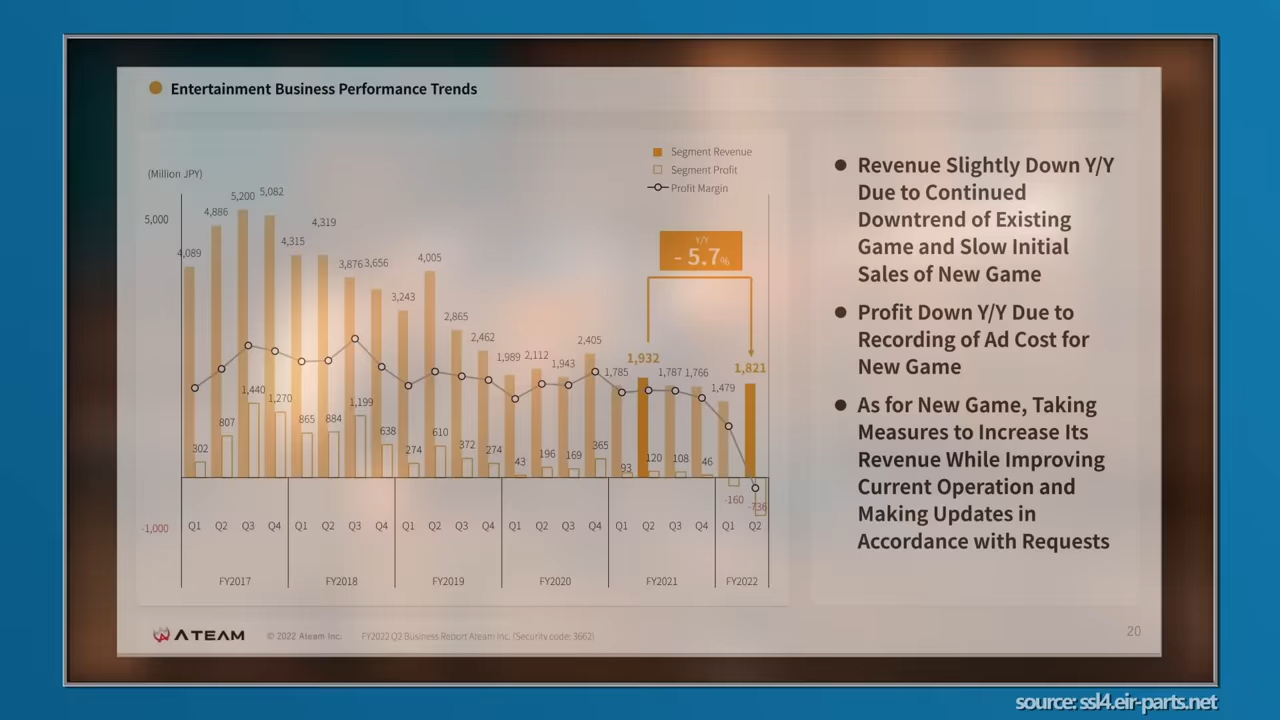 Entertainment Business Performance Trends
(Million JPY)
Segment Revenue
Segment Profit
Profit Margin
5,000
-1,000
4,089 4,886 5,200 5,082 4,315 4,319 3,876 3,656 3,243 4,005 2,865 2,462 1,989 2,112 1,943 2,405 1,785 1,932 1,787 1,766 1,479 1,821
Y/Y
- 5.7%
302 807 1,440 1,270 865 884 1,199 638 274 610 372 274 43 196 169 365 93 120 108 46 -160 -736
Q1 Q2 Q3 Q4 Q1 Q2 Q3 Q4 Q1 Q2 Q3 Q4 Q1 Q2 Q3 Q4 Q1 Q2 Q3 Q4 Q1 Q2
FY2017 FY2018 FY2019 FY2020 FY2021 FY2022
Revenue Slightly Down Y/Y
Due to Continued
Downtrend of Existing
Game and Slow Initial
Sales of New Game
Profit Down Y/Y Due to
Recording of Ad Cost for
New Game
As for New Game, Taking
Measures to Increase Its
Revenue While Improving
Current Operation and
Making Updates in
Accordance with Requests
ATEAM © 2022 Ateam Inc. FY2022 Q2 Business Report Ateam Inc. (Security code: 3662)
20
source: ssl4.eir-parts.net